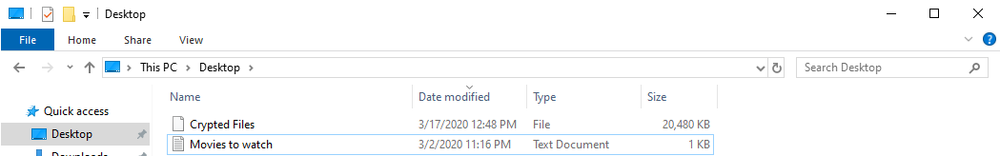 Desktop
File Home Share View
This PC Desktop Search Desktop
Name Date modified Type Size
Quick access
Crypted Files 3/17/2020 12:48 PM File 20,480 KB
Desktop
Movies to watch 3/2/2020 11:16 PM Text Document 1 KB